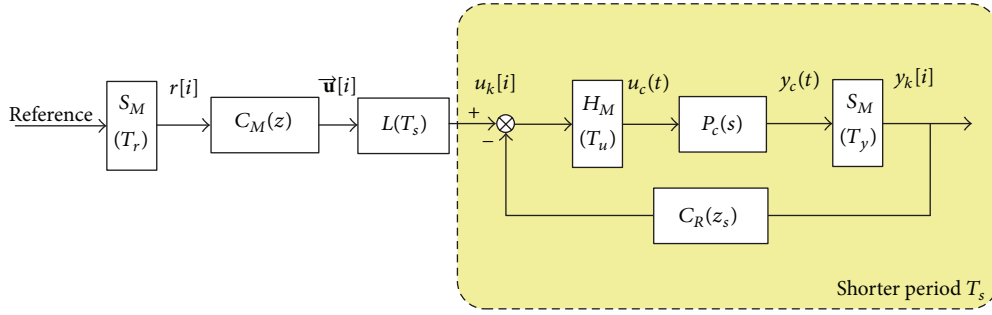 Reference
S_M
(T_r)
r[i]
C_M(z)
\overrightarrow{u}[i]
L(T_s)
u_k[i]
+
−
H_M
(T_u)
u_c(t)
P_c(s)
y_c(t)
S_M
(T_y)
y_k[i]
C_R(z_s)
Shorter period T_s